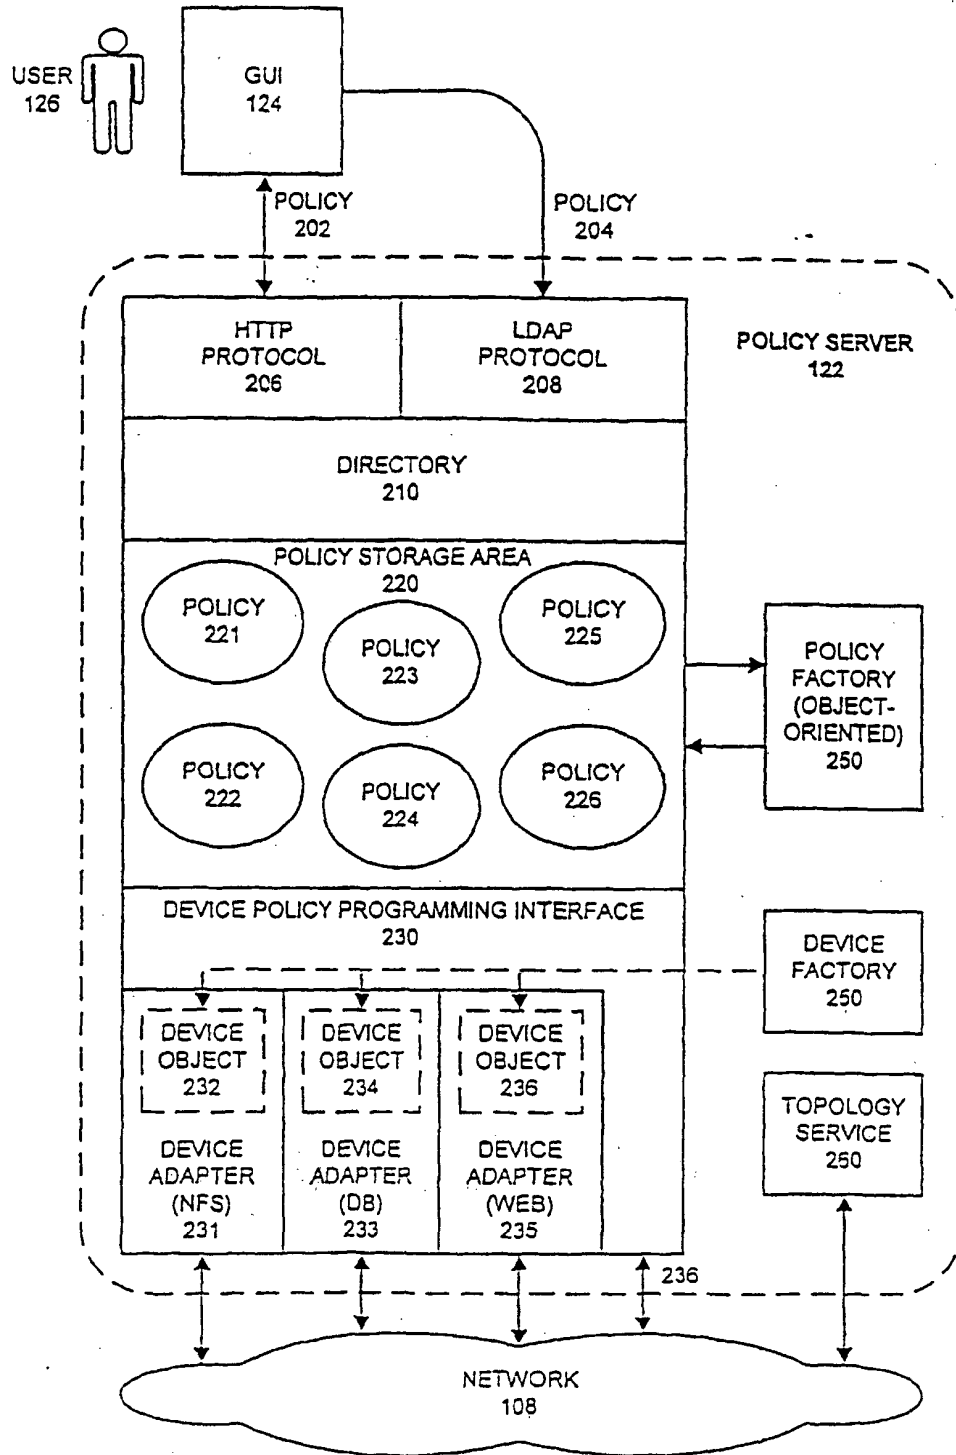 USER
126
GUI
124
POLICY
202
POLICY
204
HTTP
PROTOCOL
206
LDAP
PROTOCOL
208
POLICY SERVER
122
DIRECTORY
210
POLICY STORAGE AREA
220
POLICY
221
POLICY
223
POLICY
225
POLICY
222
POLICY
224
POLICY
226
POLICY
FACTORY
(OBJECT-
ORIENTED)
250
DEVICE POLICY PROGRAMMING INTERFACE
230
DEVICE
FACTORY
250
DEVICE
OBJECT
232
DEVICE
OBJECT
234
DEVICE
OBJECT
236
DEVICE
ADAPTER
(NFS)
231
DEVICE
ADAPTER
(DB)
233
DEVICE
ADAPTER
(WEB)
235
TOPOLOGY
SERVICE
260
236
NETWORK
108